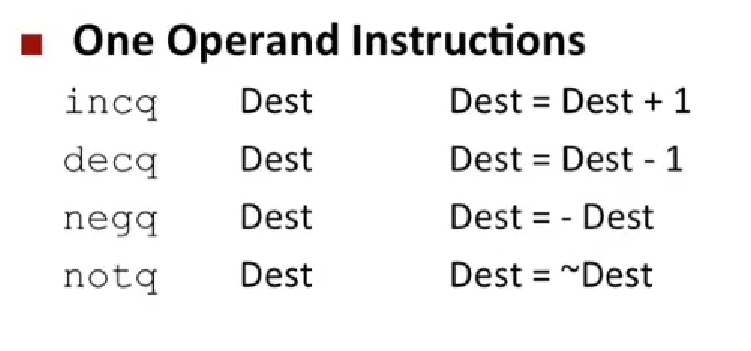 One Operand Instructions
incq Dest Dest = Dest + 1
decq Dest Dest = Dest - 1
negq Dest Dest = - Dest
notq Dest Dest = ~Dest